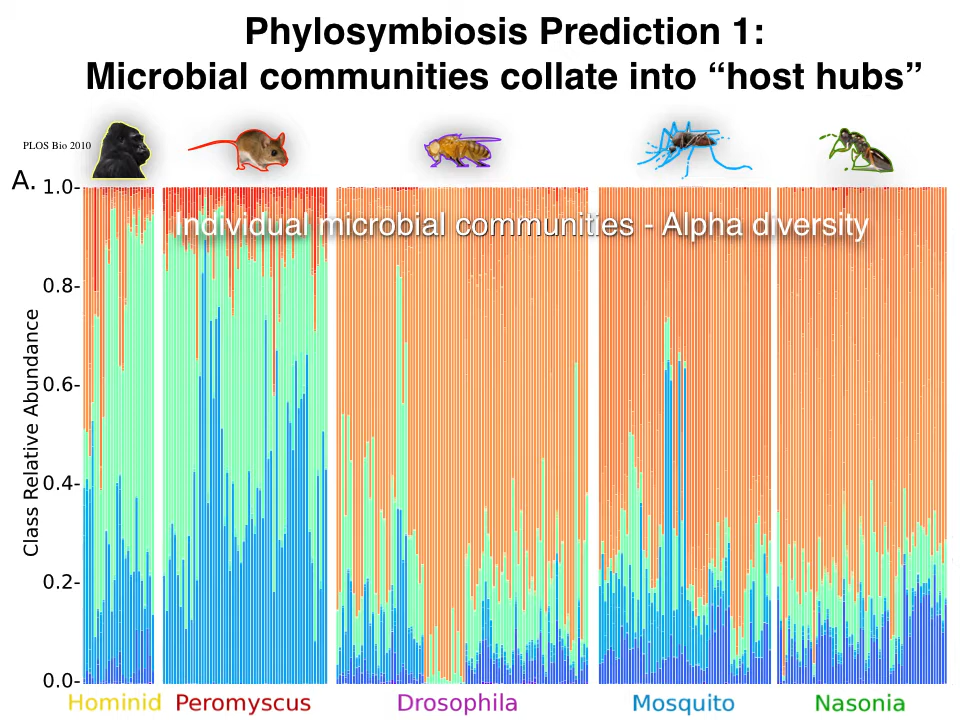 Phylosymbiosis Prediction 1:
Microbial communities collate into “host hubs”
PLOS Bio 2010
A.
Individual microbial communities - Alpha diversity
1.0-
0.8-
0.6-
0.4-
0.2-
0.0-
Class Relative Abundance
Hominid Peromyscus Drosophila Mosquito Nasonia